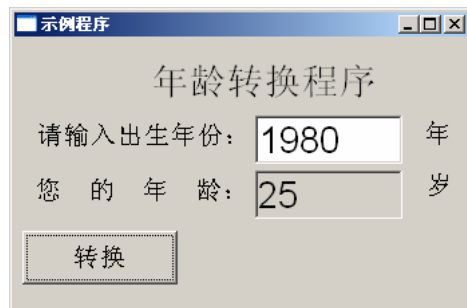 示例程序
年龄转换程序
请输入出生年份： 1980 年
您的年龄： 25 岁
转换